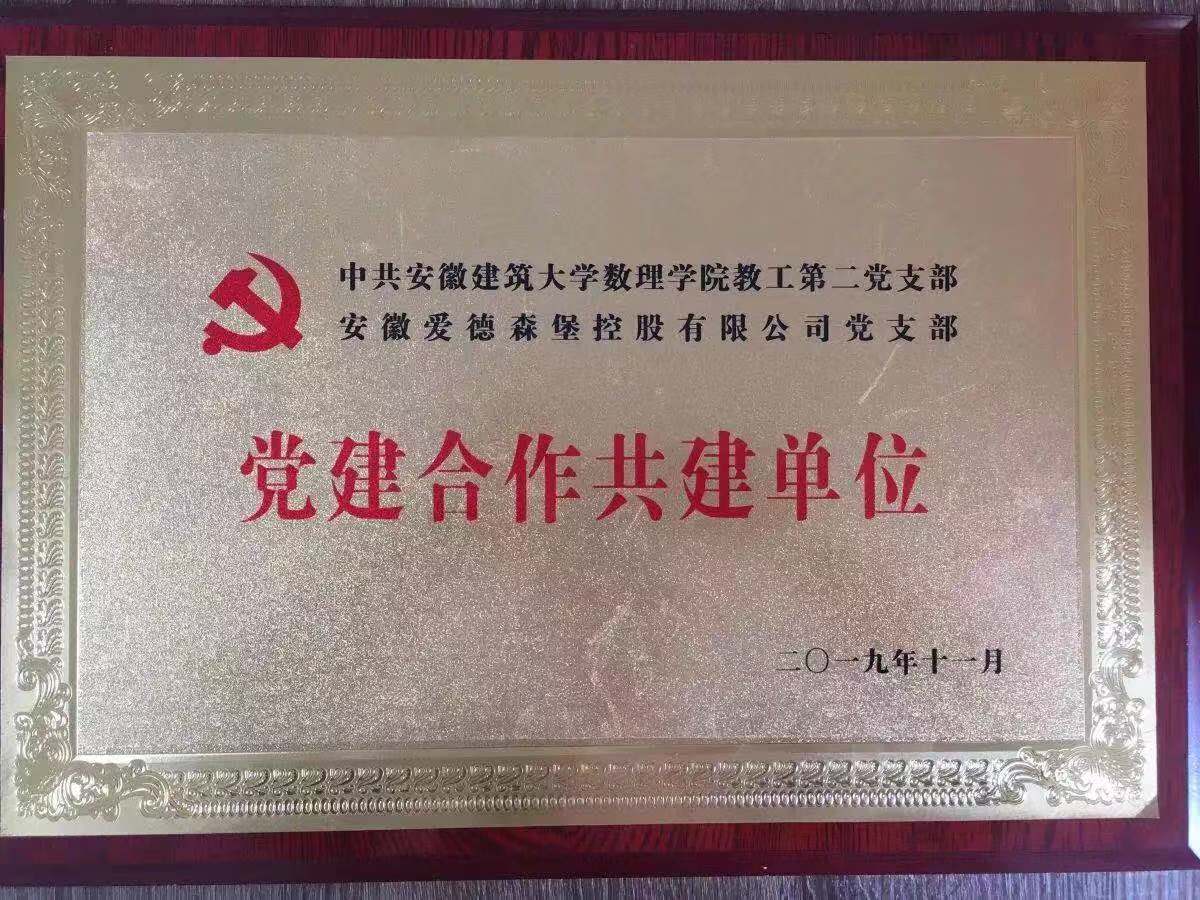 中共安徽建筑大学数理学院教工第二党支部
安徽爱德森堡控股有限公司党支部
党建合作共建单位
二〇一九年十一月